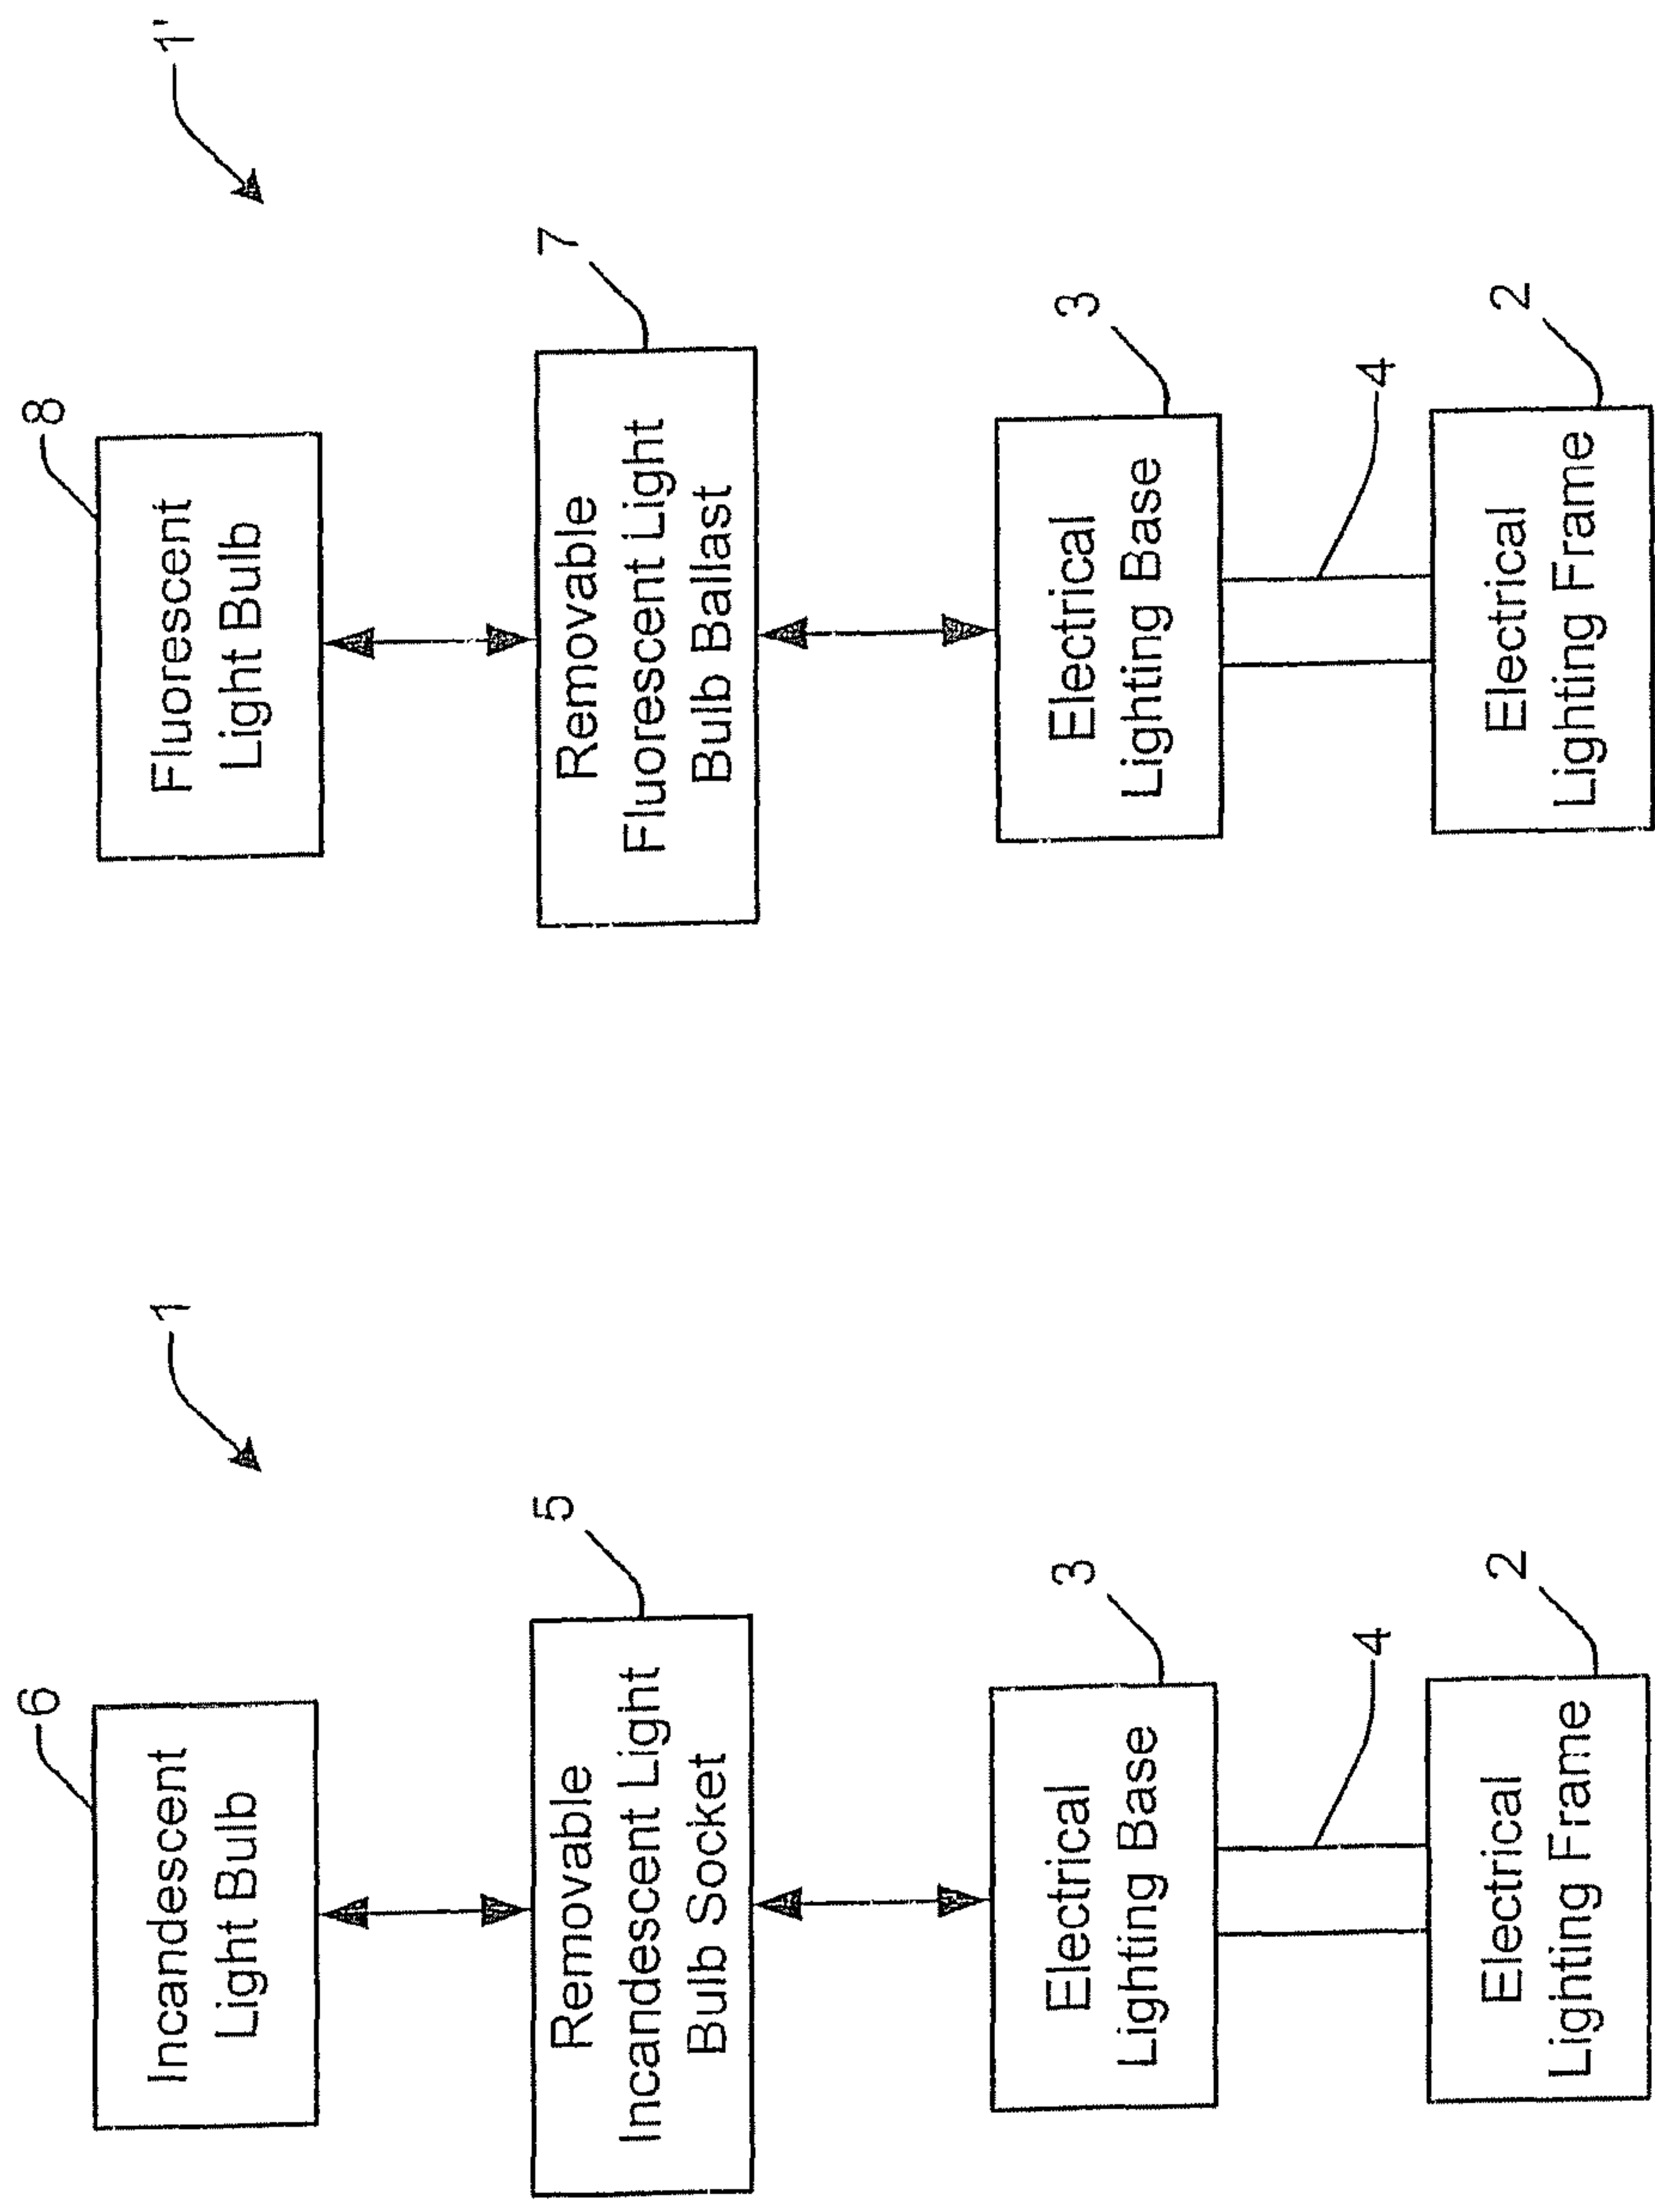 6
1
Incandescent
Light Bulb
5
Removable
Incandescent Light
Bulb Socket
3
Electrical
Lighting Base
4
2
Electrical
Lighting Frame
8
1'
Fluorescent
Light Bulb
7
Removable
Fluorescent Light
Bulb Ballast
3
Electrical
Lighting Base
4
2
Electrical
Lighting Frame